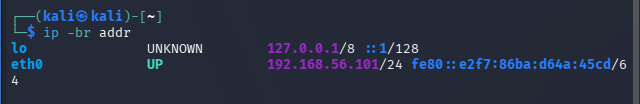 ┌──(kali㉿kali)-[~]
└─$ ip -br addr
lo               UNKNOWN        127.0.0.1/8 ::1/128
eth0             UP             192.168.56.101/24 fe80::e2f7:86ba:d64a:45cd/6
4